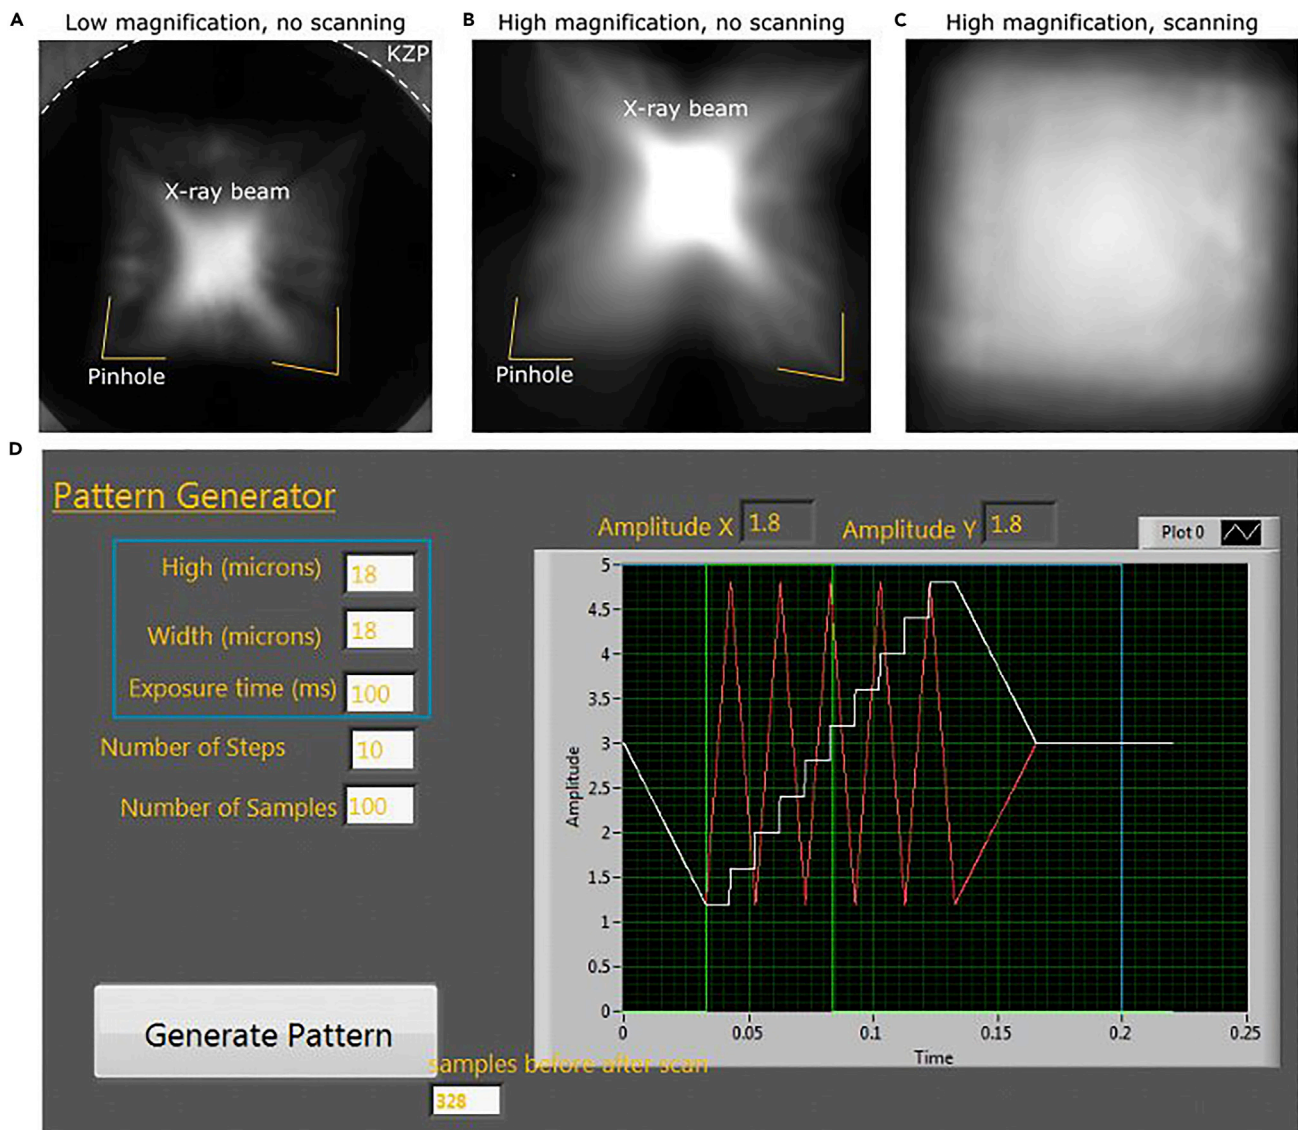 A Low magnification, no scanning
B High magnification, no scanning
C High magnification, scanning
KZP
X-ray beam
Pinhole
X-ray beam
Pinhole
D
Pattern Generator
High (microns) 18
Width (microns) 18
Exposure time (ms) 100
Number of Steps 10
Number of Samples 100
Generate Pattern
samples before after scan
328
Amplitude X 1.8
Amplitude Y 1.8
Plot 0
Amplitude
5
4.5
4
3.5
3
2.5
2
1.5
1
0.5
0
0 0.05 0.1 0.15 0.2 0.25
Time